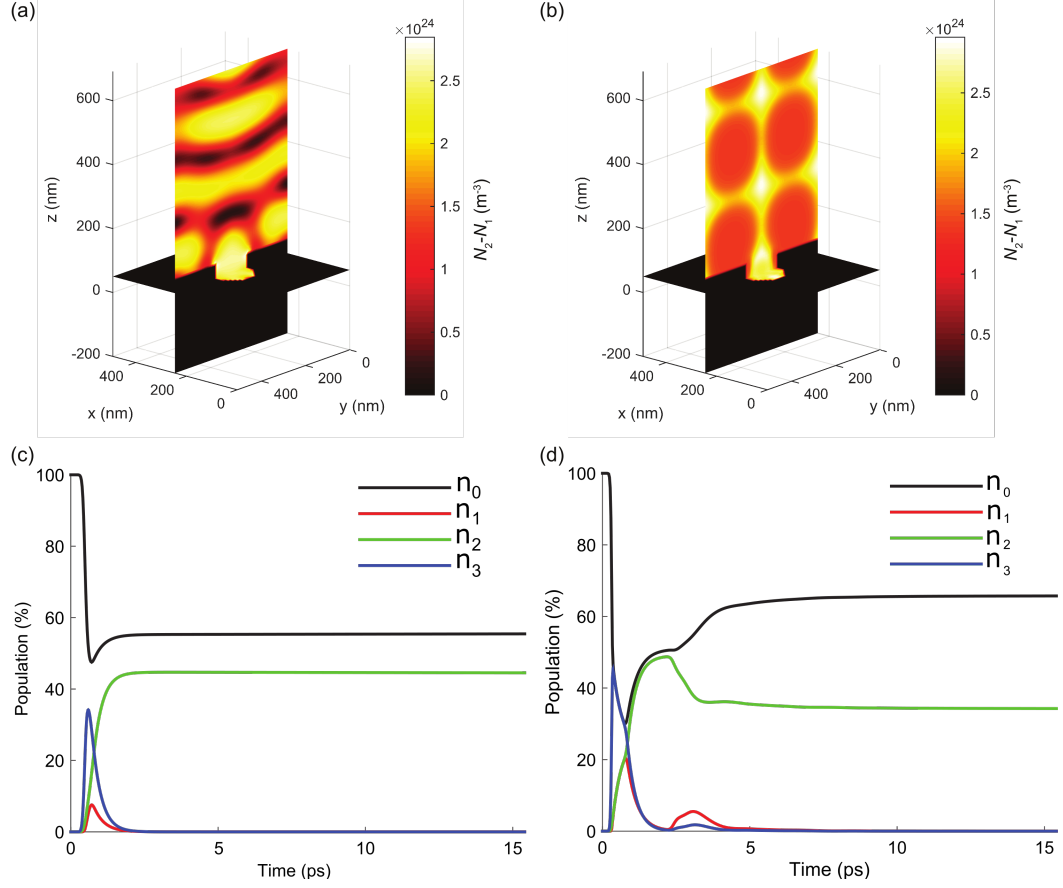 (a)
×10^24
600
400
200
0
-200
z (nm)
400
200
0
x (nm)
400
200
0
y (nm)
2.5
2
1.5
1
0.5
0
N₂-N₁ (m⁻³)
(b)
×10^24
600
400
200
0
-200
z (nm)
400
200
0
x (nm)
400
200
0
y (nm)
2.5
2
1.5
1
0.5
0
N₂-N₁ (m⁻³)
(c)
100
80
60
40
20
0
Population (%)
n₀
n₁
n₂
n₃
0
5
10
15
Time (ps)
(d)
100
80
60
40
20
0
Population (%)
n₀
n₁
n₂
n₃
0
5
10
15
Time (ps)